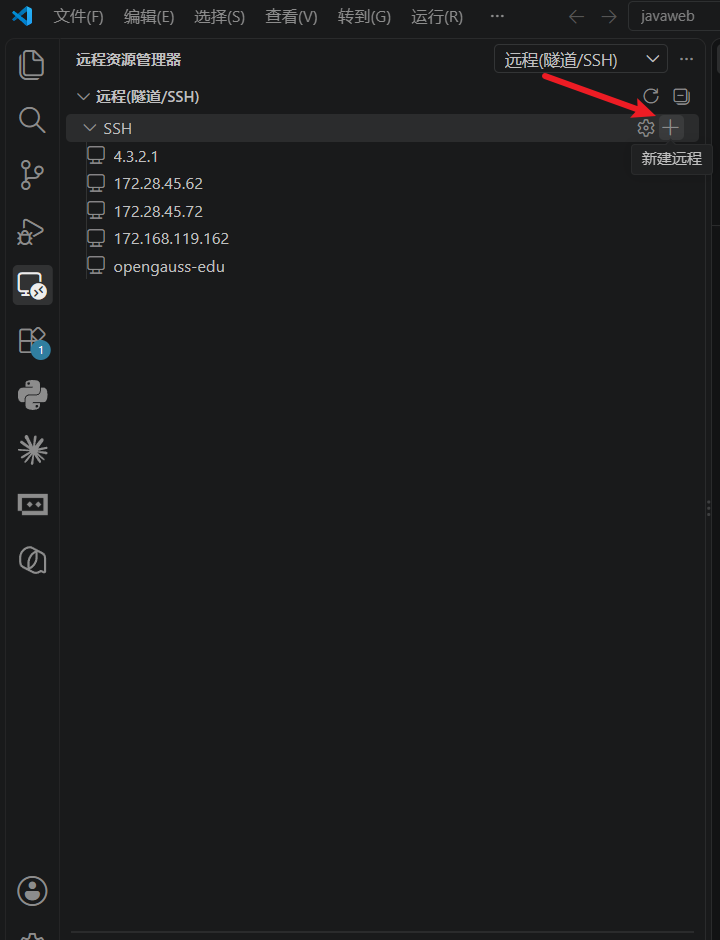 文件(F) 编辑(E) 选择(S) 查看(V) 转到(G) 运行(R) ··· javaweb
远程资源管理器 远程(隧道/SSH) ···
远程(隧道/SSH)
SSH
新建远程
4.3.2.1
172.28.45.62
172.28.45.72
172.168.119.162
opengauss-edu
1